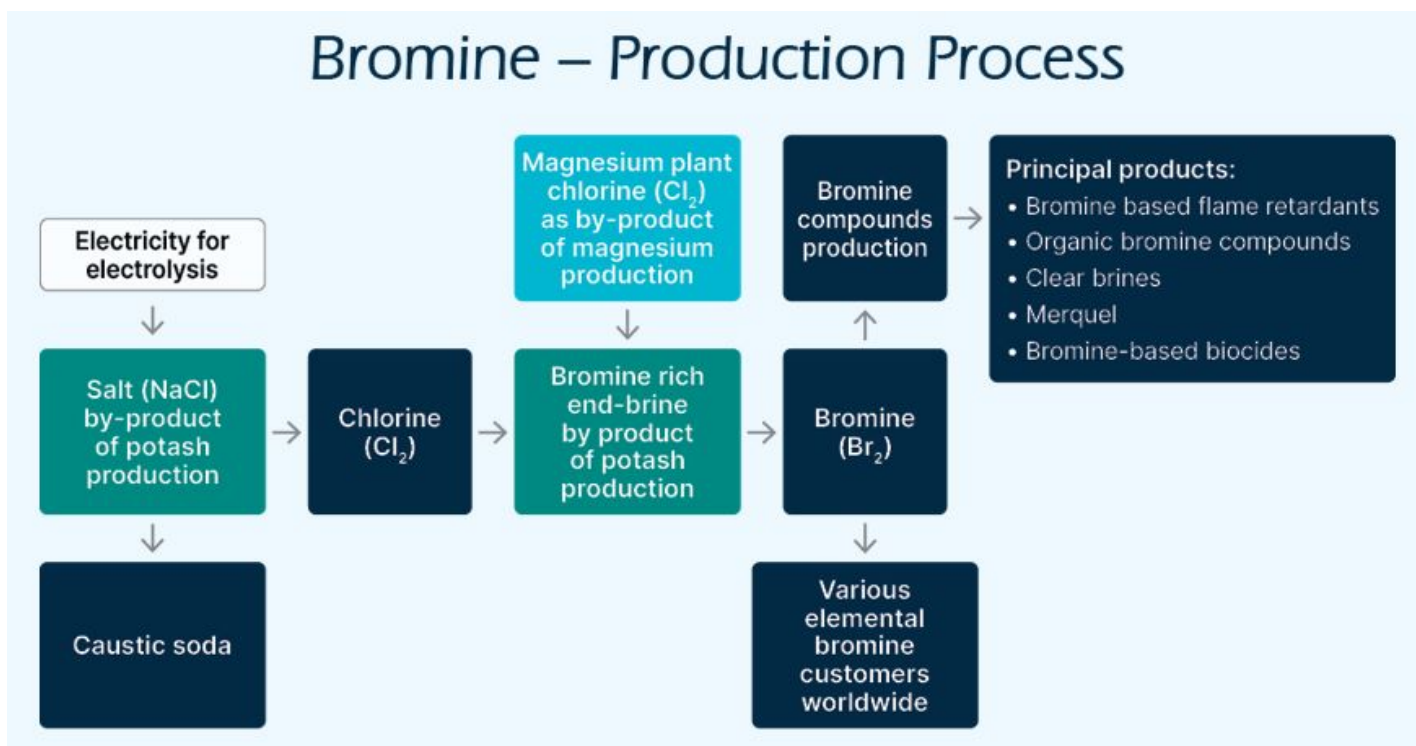 Bromine – Production Process
Electricity for
electrolysis
Salt (NaCl)
by-product
of potash
production
Caustic soda
Chlorine
(Cl₂)
Magnesium plant
chlorine (Cl₂)
as by-product
of magnesium
production
Bromine rich
end-brine
by product
of potash
production
Bromine
compounds
production
Bromine
(Br₂)
Various
elemental
bromine
customers
worldwide
Principal products:
• Bromine based flame retardants
• Organic bromine compounds
• Clear brines
• Merquel
• Bromine-based biocides